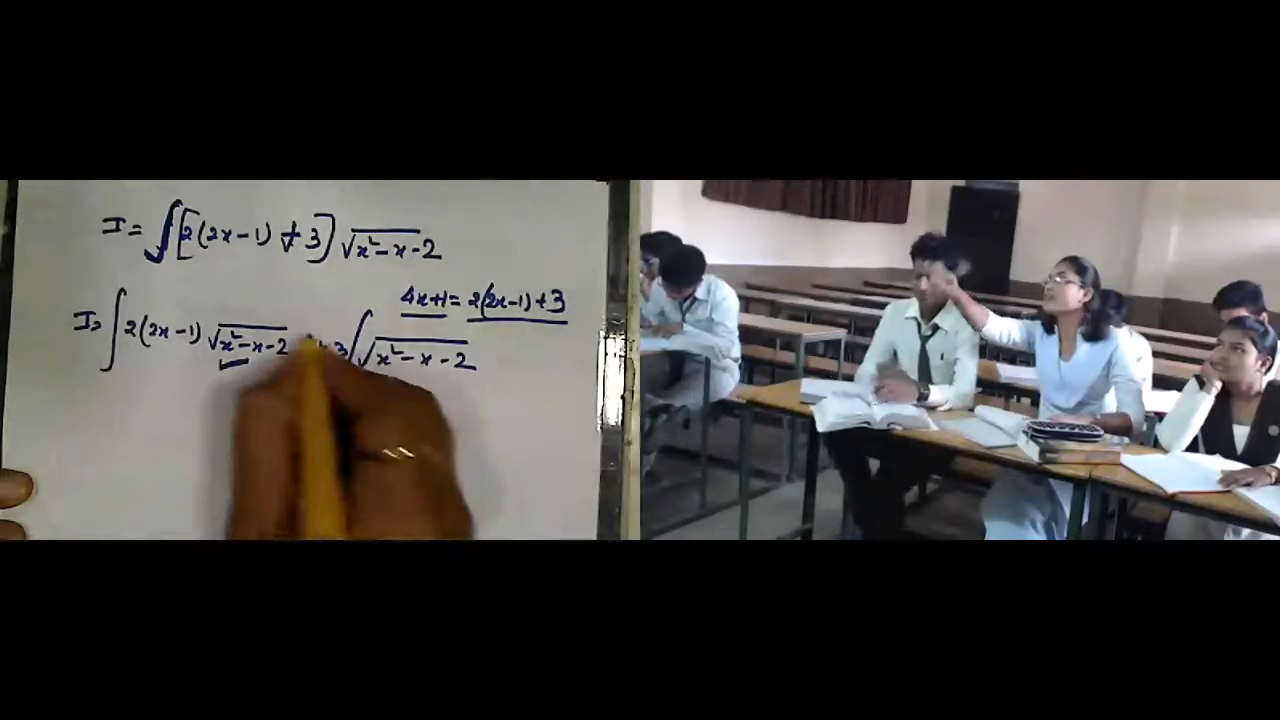 I = ∫[2(2x-1) + 3] √x²-x-2
4x+1 = 2(2x-1)+3
I= ∫ 2(2x-1) √x²-x-2 + 3 ∫ √x²-x-2